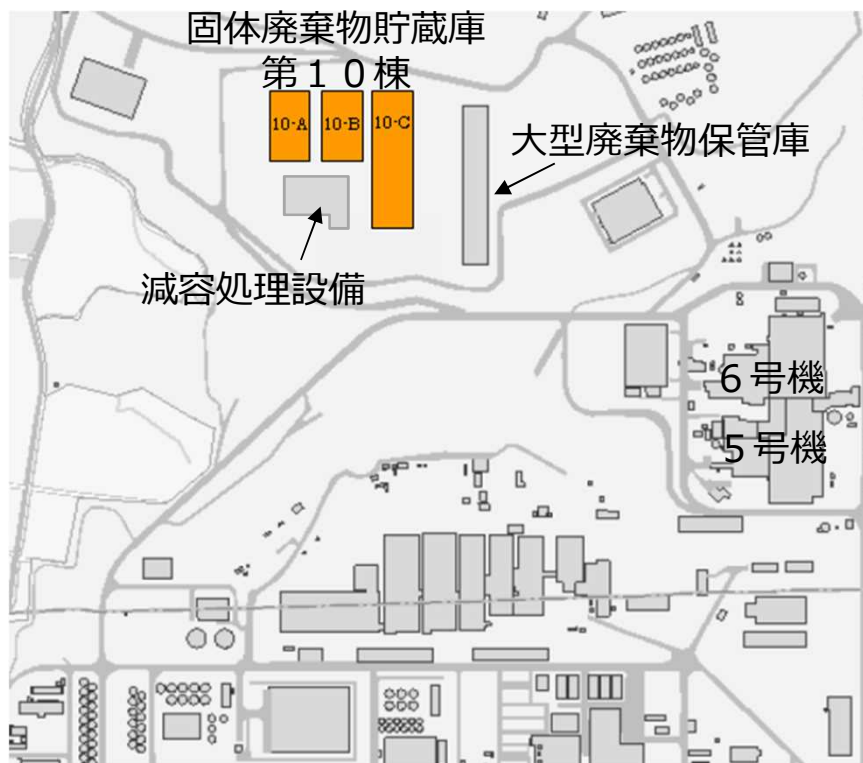 固体廃棄物貯蔵庫
第１０棟
10-A
10-B
10-C
大型廃棄物保管庫
減容処理設備
６号機
５号機